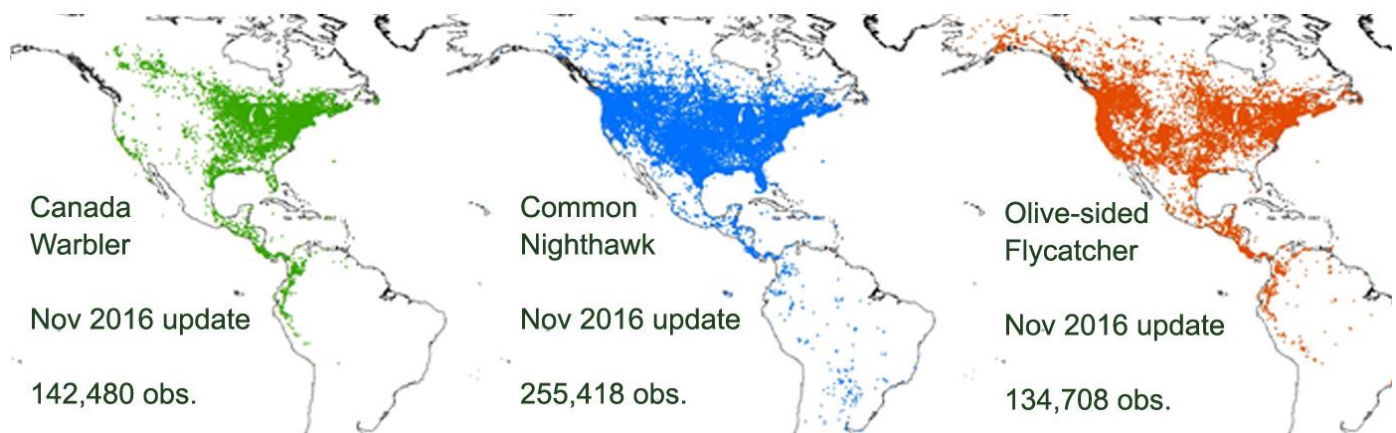 Canada
Warbler
Nov 2016 update
142,480 obs.
Common
Nighthawk
Nov 2016 update
255,418 obs.
Olive-sided
Flycatcher
Nov 2016 update
134,708 obs.